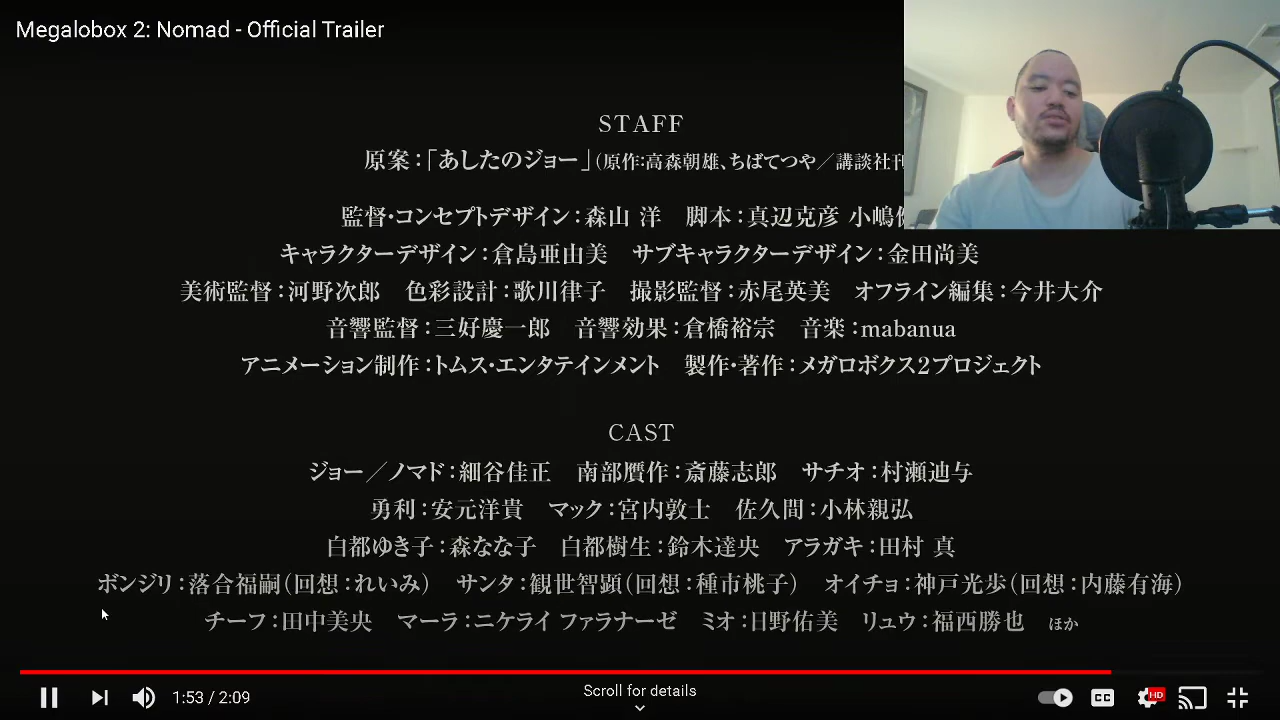 Megalobox 2: Nomad - Official Trailer
STAFF
原案：「あしたのジョー」（原作：高森朝雄、ちばてつや／講談社刊
監督・コンセプトデザイン：森山 洋　脚本：真辺克彦 小嶋
キャラクターデザイン：倉島亜由美　サブキャラクターデザイン：金田尚美
美術監督：河野次郎　色彩設計：歌川律子　撮影監督：赤尾英美　オフライン編集：今井大介
音響監督：三好慶一郎　音響効果：倉橋裕宗　音楽：mabanua
アニメーション制作：トムス・エンタテインメント　製作・著作：メガロボクス2プロジェクト
CAST
ジョー／ノマド：細谷佳正　南部贋作：斎藤志郎　サチオ：村瀬迪与
勇利：安元洋貴　マック：宮内敦士　佐久間：小林親弘
白都ゆき子：森なな子　白都樹生：鈴木達央　アラガキ：田村 真
ボンジリ：落合福嗣（回想：れいみ）　サンタ：観世智顕（回想：種市桃子）　オイチョ：神戸光歩（回想：内藤有海）
チーフ：田中美央　マーラ：ニケライ ファラナーゼ　ミオ：日野佑美　リュウ：福西勝也　ほか
1:53 / 2:09
Scroll for details
CC
HD